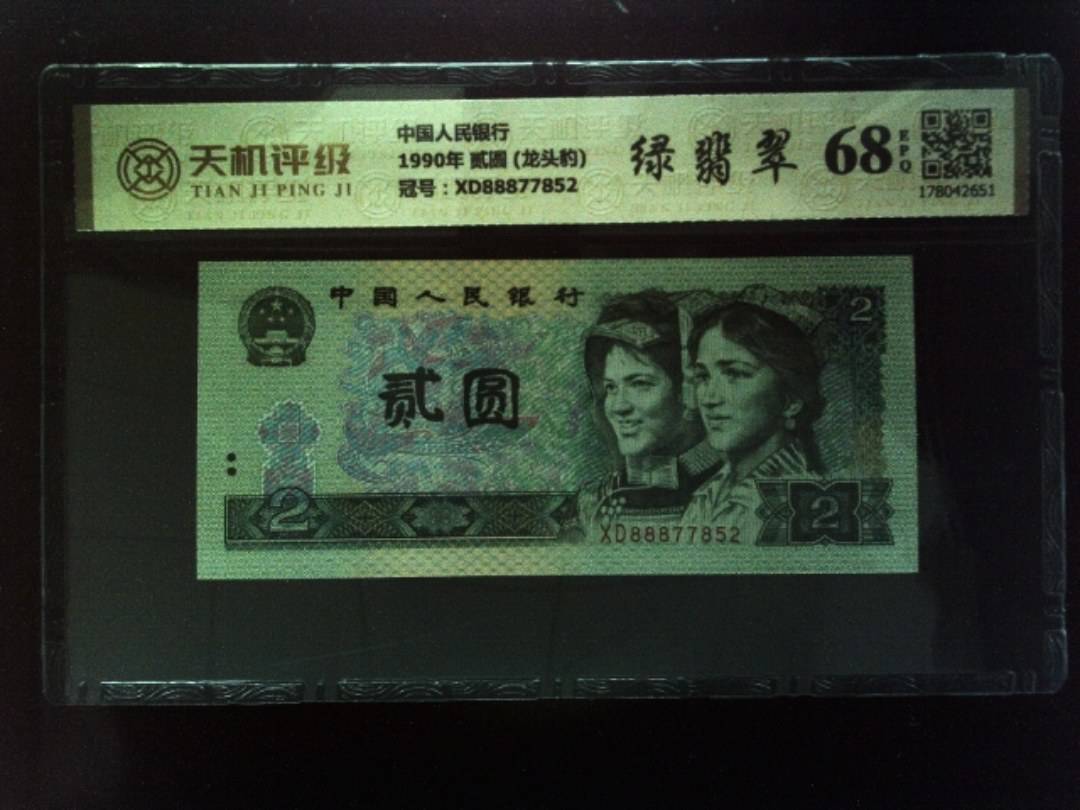 天机评级
TIAN JI PING JI
中国人民银行
1990年 贰圆 (龙头豹)
冠号：XD88877852
绿翡翠
68
EPQ
178042651
中国人民银行
2
贰圆
2
XD88877852
2